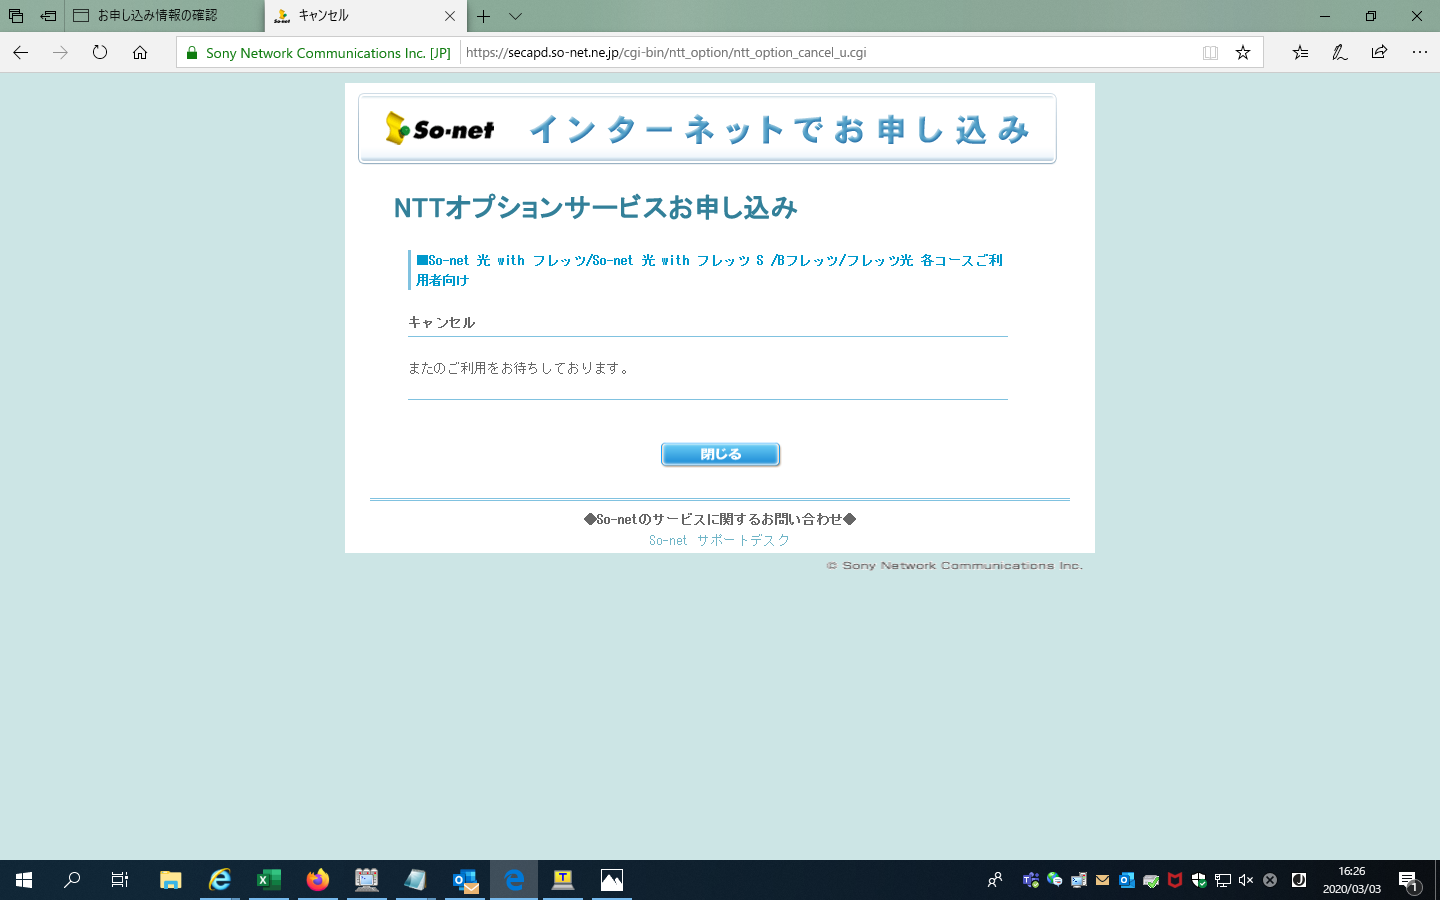 お申し込み情報の確認
キャンセル
Sony Network Communications Inc. [JP]
https://secapd.so-net.ne.jp/cgi-bin/ntt_option/ntt_option_cancel_u.cgi
So-net インターネットでお申し込み
NTTオプションサービスお申し込み
■So-net 光 with フレッツ/So-net 光 with フレッツ S /Bフレッツ/フレッツ光 各コースご利
用者向け
キャンセル
またのご利用をお待ちしております。
閉じる
◆So-netのサービスに関するお問い合わせ◆
So-net サポートデスク
© Sony Network Communications Inc.
16:26
2020/03/03
1